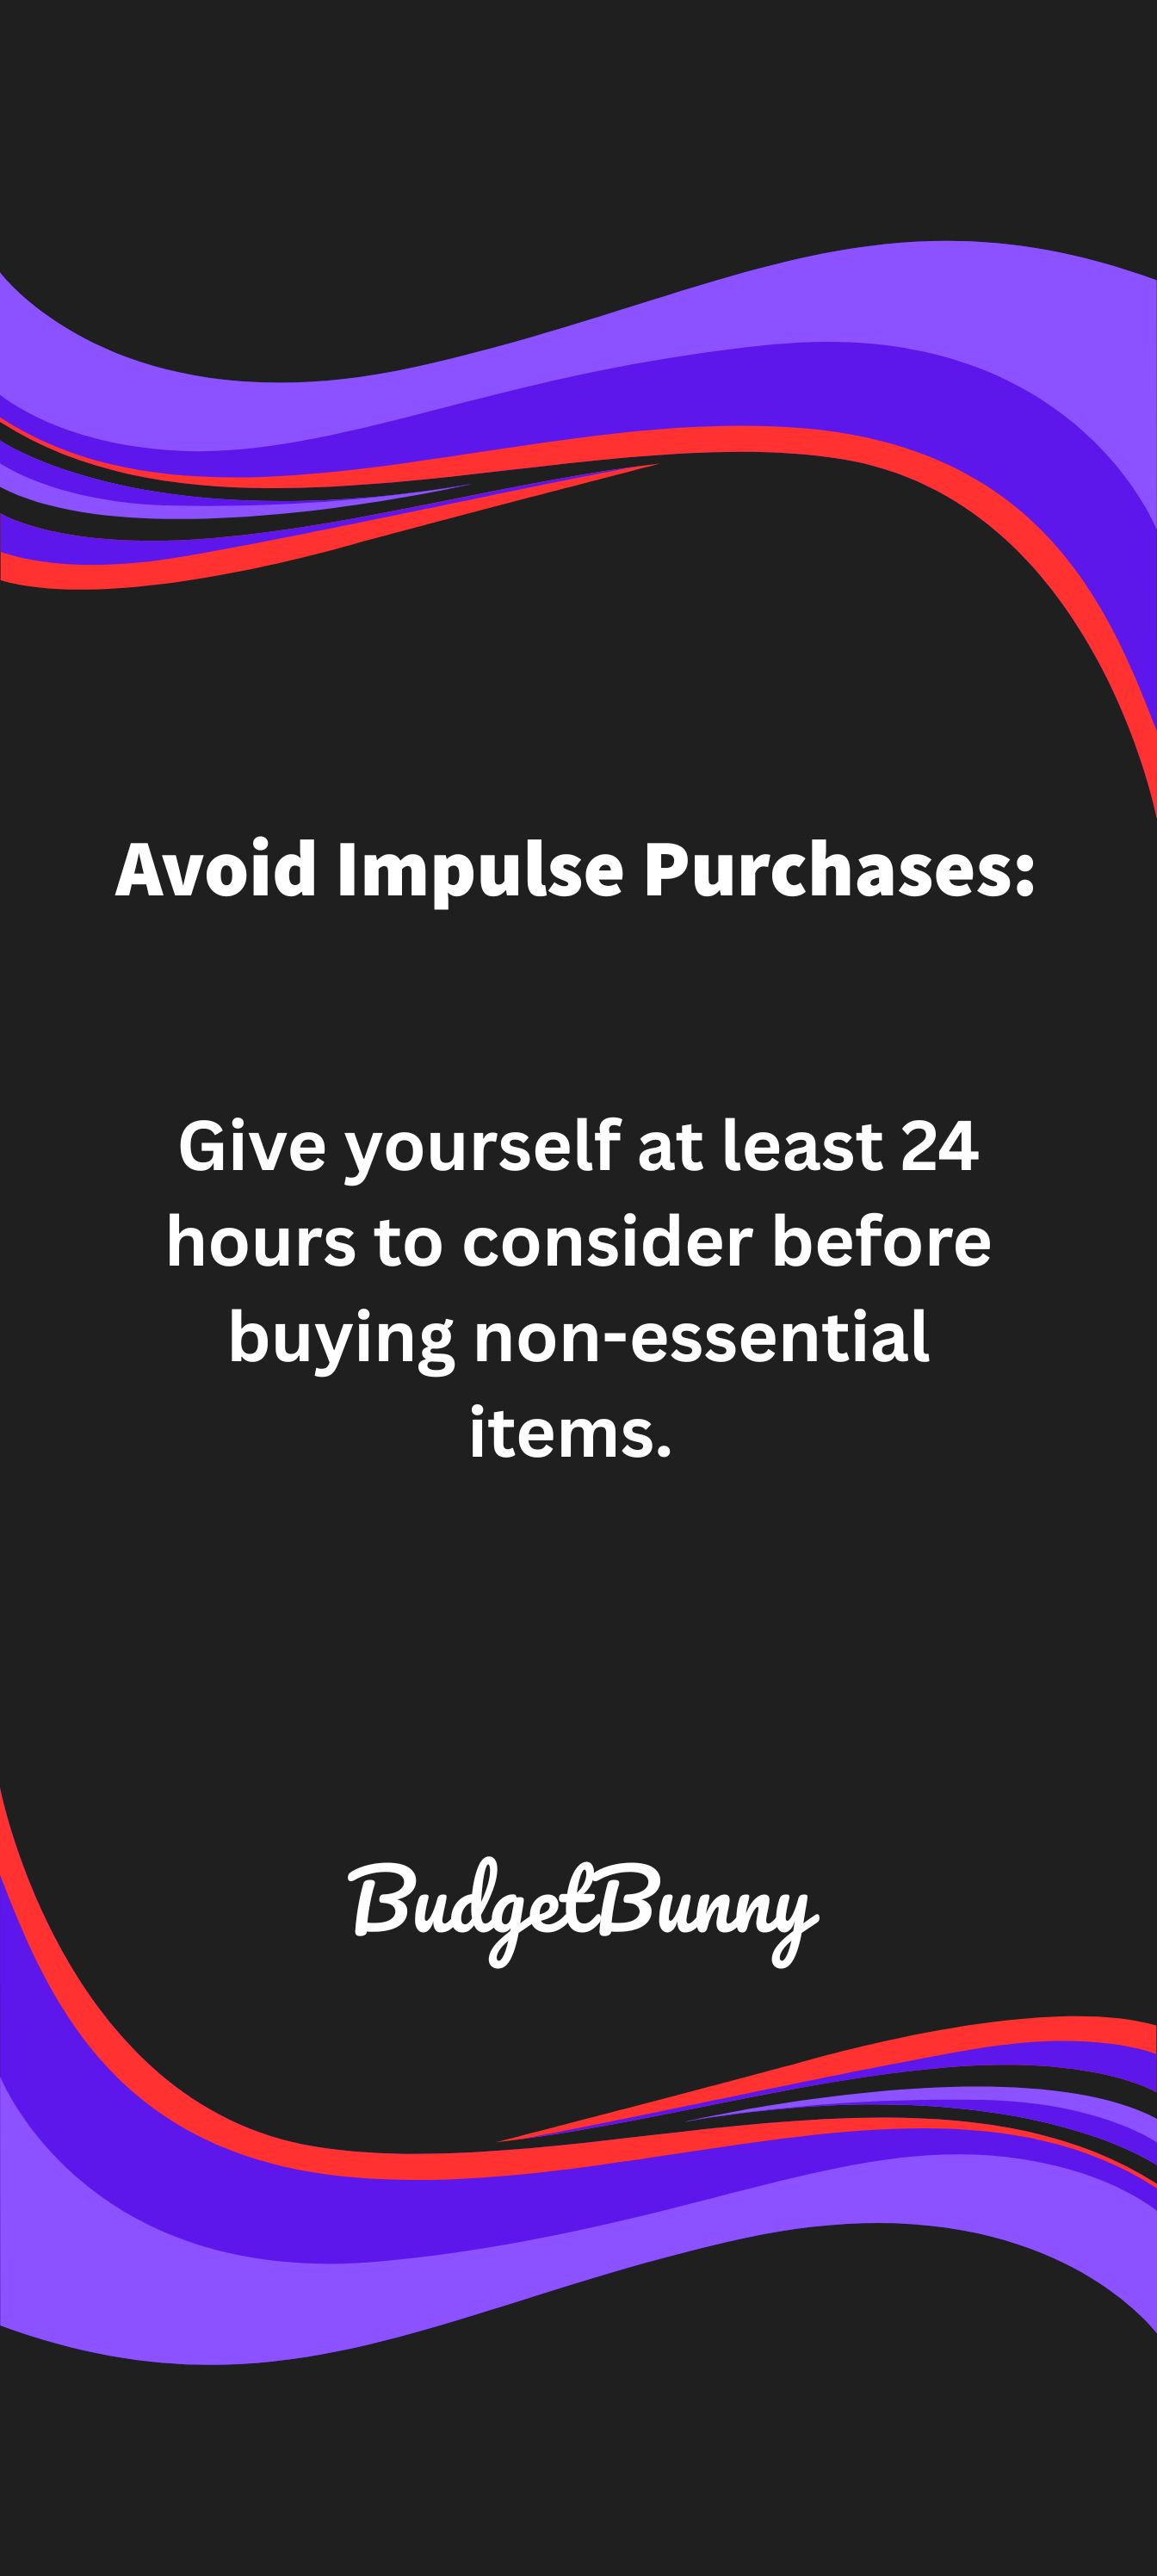 Avoid Impulse Purchases:
Give yourself at least 24
hours to consider before
buying non-essential
items.
BudgetBunny